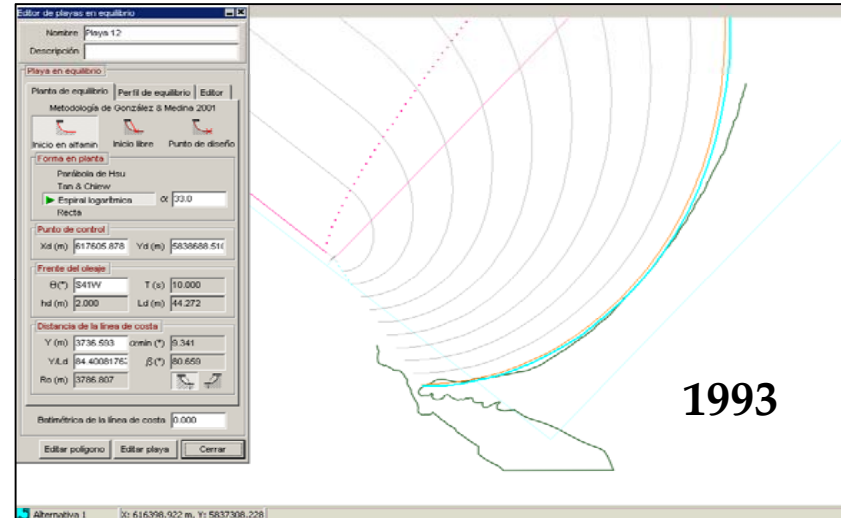 Editor de playas en equilibrio
Nombre Playa 12
Descripción
Playa en equilibrio
Planta de equilibrio Perfil de equilibrio Editor
Metodología de González & Medina 2001
Inicio en alfamin Inicio libre Punto de diseño
Forma en planta
Parábola de Hsu
Tan & Chiew
Espiral logarítmica α 33.0
Recta
Punto de control
Xd (m) 617605.878 Yd (m) 5838688.510
Frente del oleaje
Θ(°) S41W T (s) 10.000
hd (m) 2.000 Ld (m) 44.272
Distancia de la línea de costa
Y (m) 3736.593 αmin (°) 9.341
Y/Ld 84.4008176 β (°) 80.659
Ro (m) 3786.807
Batimétrica de la línea de costa 0.000
Editar polígono Editar playa Cerrar
1993
Alternativa 1 X: 616398.922 m, Y: 5837308.228